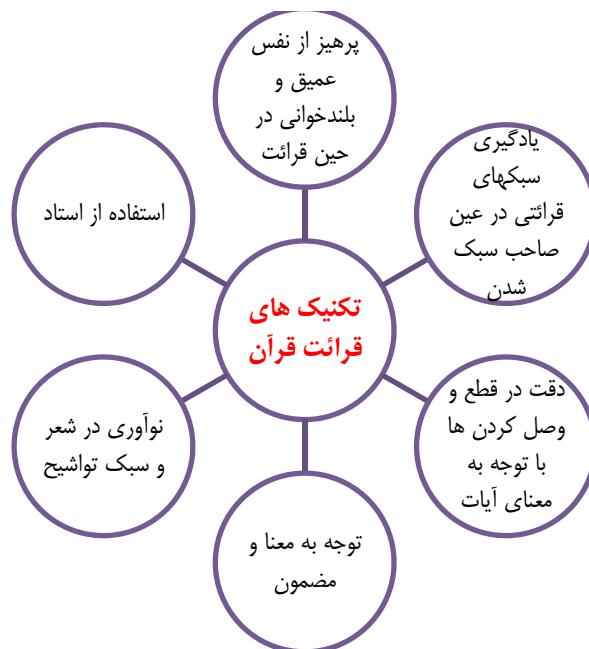 پرهیز از نفس
عمیق و
بلندخوانی در
حین قرائت
یادگیری
سبکهای
قرائتی در عین
صاحب سبک
شدن
استفاده از استاد
تکنیک های
قرائت قرآن
دقت در قطع و
وصل کردن ها
با توجه به
معنای آیات
نوآوری در شعر
و سبک تواشیح
توجه به معنا و
مضمون